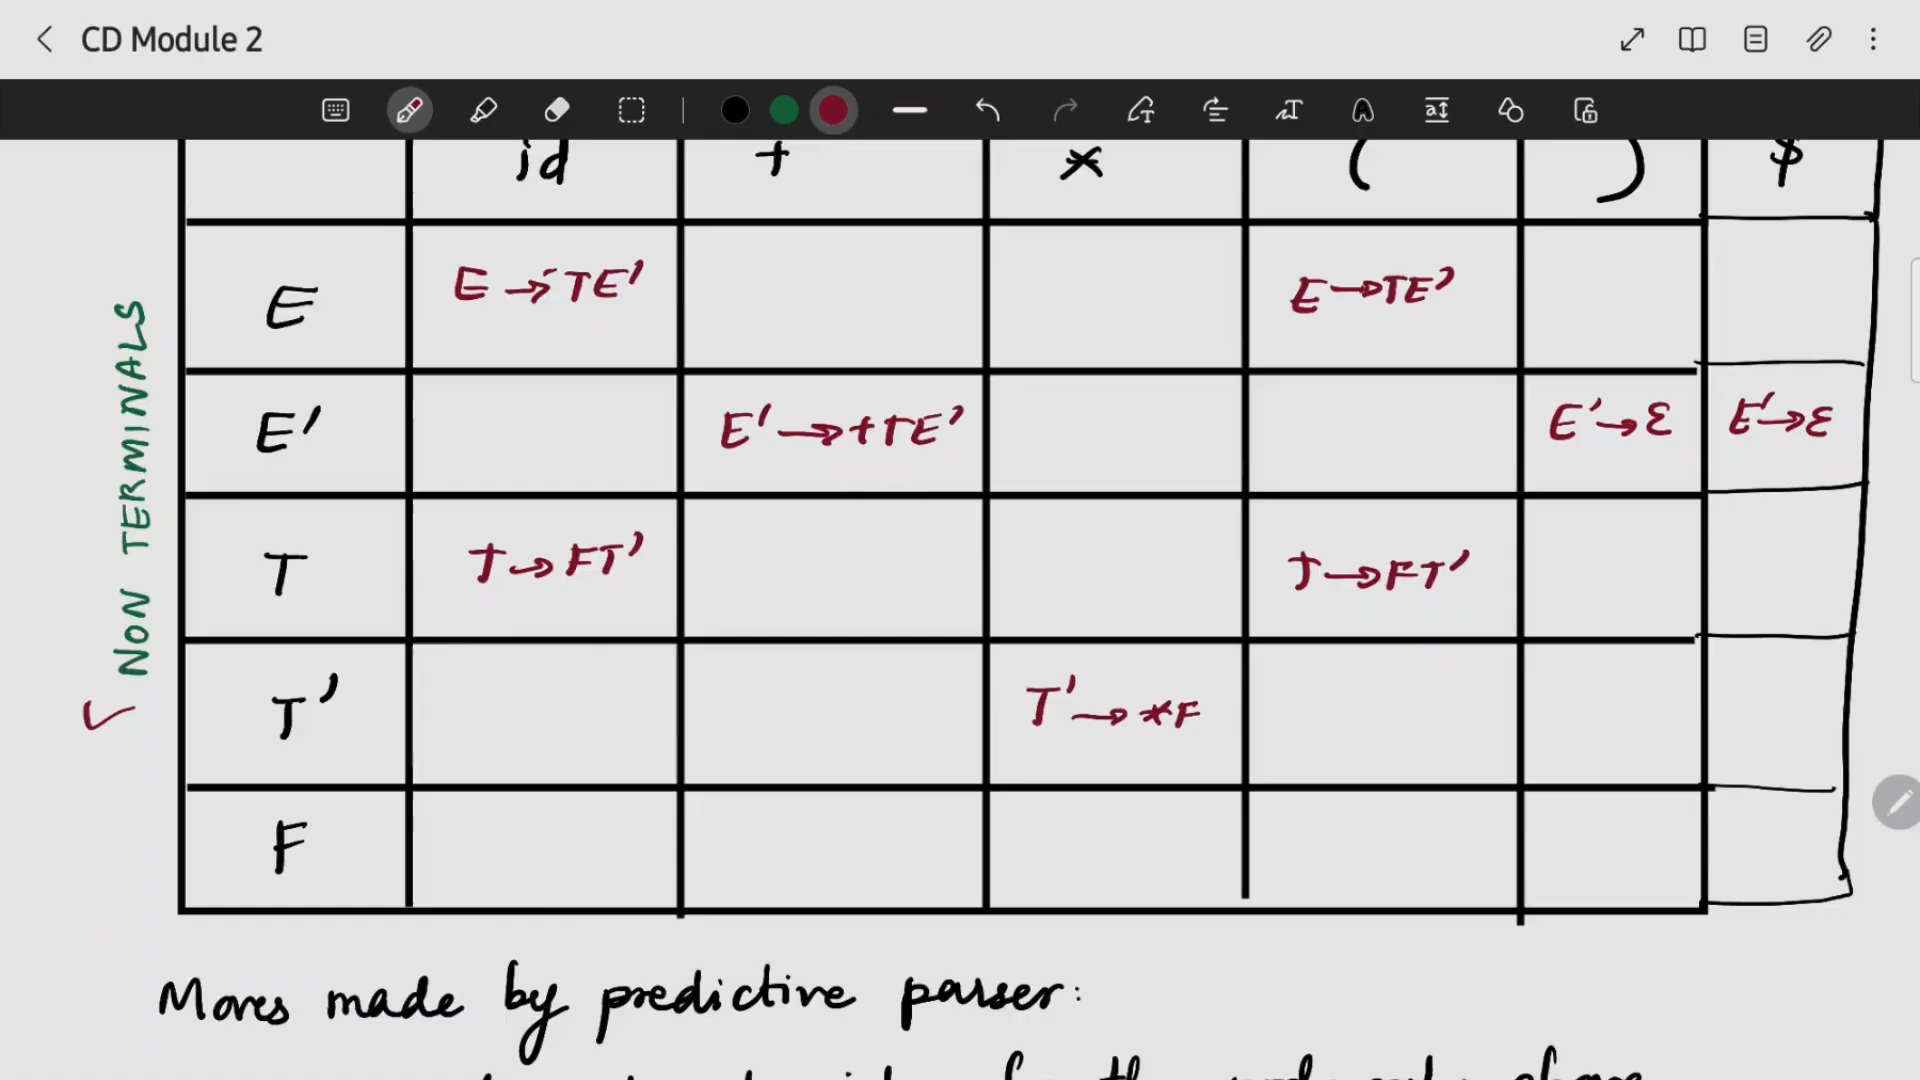 CD Module 2
id + * ( ) $
E E → TE' E → TE'
E' E' → +TE' E' → ε E' → ε
T T → FT' T → FT'
T' T' → *F
F
NON TERMINALS
Moves made by predictive parser: